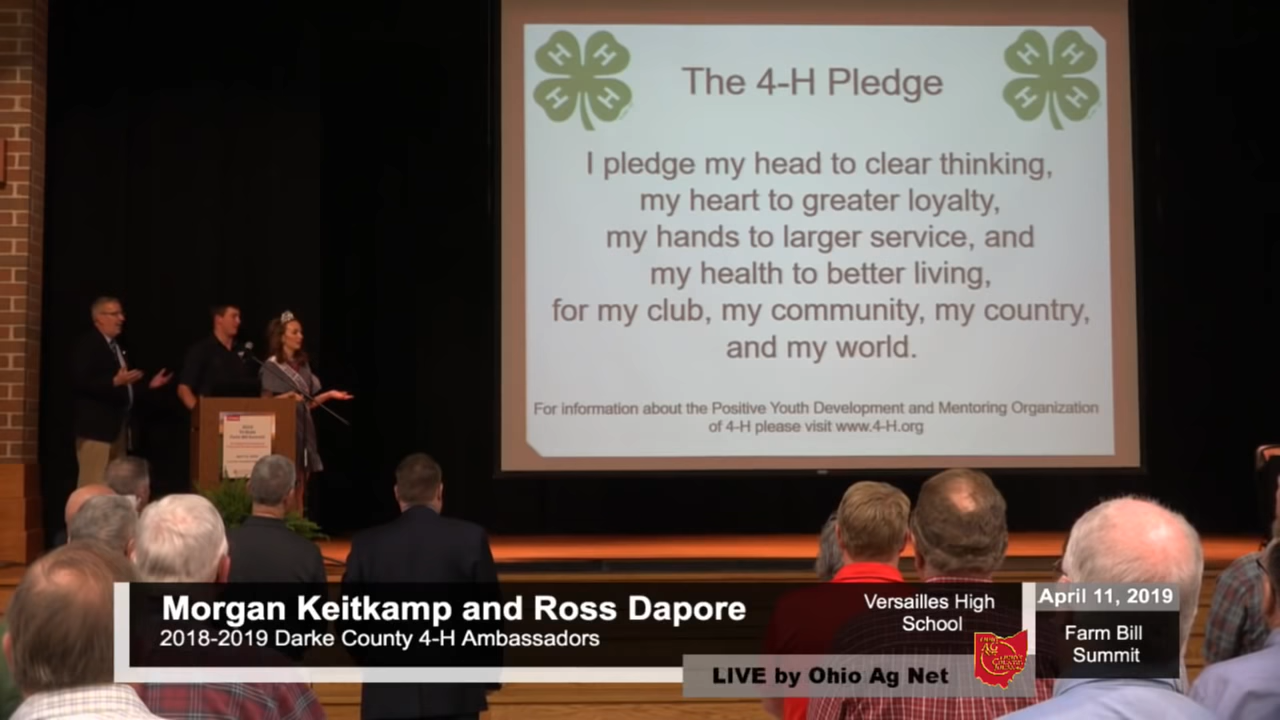 H H H H
The 4-H Pledge
H H H H
I pledge my head to clear thinking,
my heart to greater loyalty,
my hands to larger service, and
my health to better living,
for my club, my community, my country,
and my world.
For information about the Positive Youth Development and Mentoring Organization
of 4-H please visit www.4-H.org
Morgan Keitkamp and Ross Dapore
2018-2019 Darke County 4-H Ambassadors
Versailles High
School
April 11, 2019
Farm Bill
Summit
LIVE by Ohio Ag Net